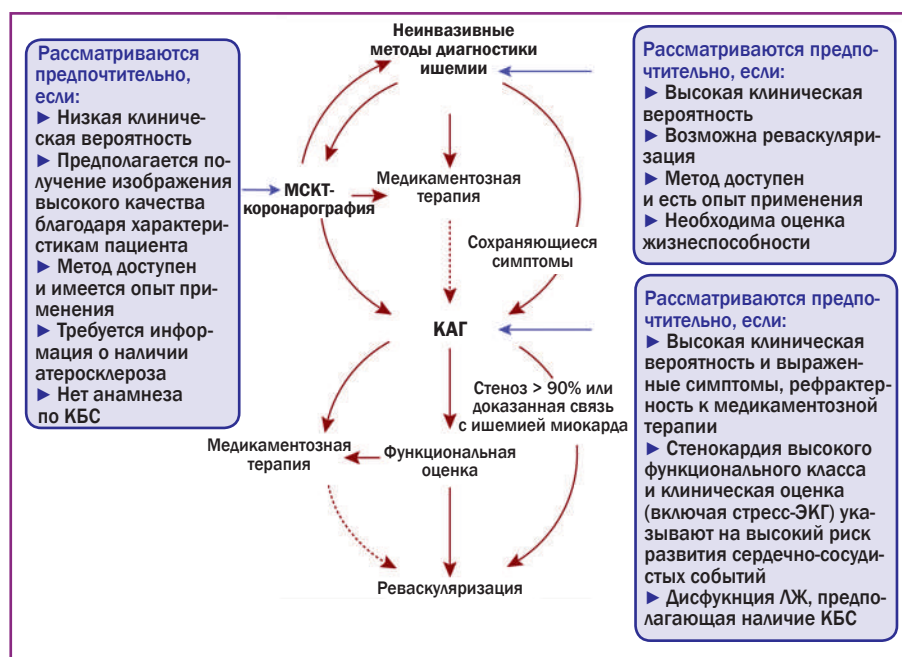 Рассматриваются
предпочтительно,
если:
► Низкая клиниче-
ская вероятность
► Предполагается по-
лучение изображения
высокого качества
благодаря характери-
стикам пациента
► Метод доступен
и имеется опыт при-
менения
► Требуется инфор-
мация о наличии
атеросклероза
► Нет анамнеза
по КБС
Неинвазивные
методы диагностики
ишемии
МСКТ-
коронарография
Медикаментозная
терапия
Сохраняющиеся
симптомы
КАГ
Стеноз > 90% или
доказанная связь
с ишемией миокарда
Медикаментозная
терапия
Функциональная
оценка
Реваскуляризация
Рассматриваются предпо-
чтительно, если:
► Высокая клиническая
вероятность
► Возможна реваскуляри-
зация
► Метод доступен
и есть опыт применения
► Необходима оценка
жизнеспособности
Рассматриваются предпо-
чтительно, если:
► Высокая клиническая
вероятность и выражен-
ные симптомы, рефрактер-
ность к медикаментозной
терапии
► Стенокардия высокого
функционального класса
и клиническая оценка
(включая стресс-ЭКГ) ука-
зывают на высокий риск
развития сердечно-сосуди-
стых событий
► Дисфукнция ЛЖ, предпо-
лагающая наличие КБС